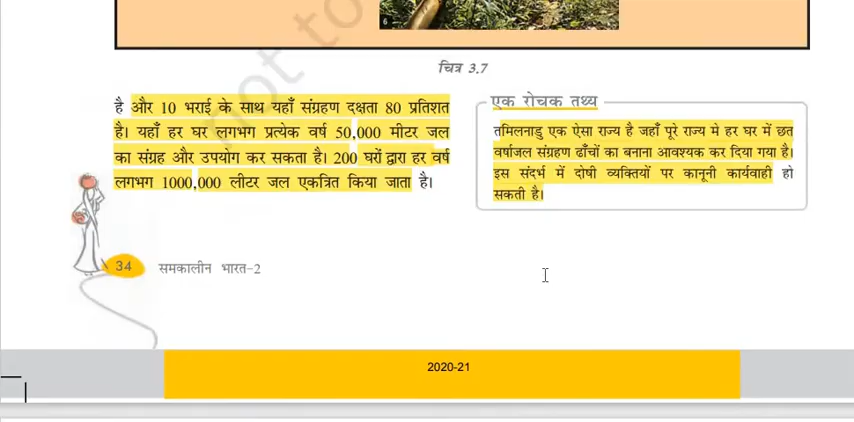 6
चित्र 3.7
है और 10 भराई के साथ यहाँ संग्रहण दक्षता 80 प्रतिशत
है। यहाँ हर घर लगभग प्रत्येक वर्ष 50,000 मीटर जल
का संग्रह और उपयोग कर सकता है। 200 घरों द्वारा हर वर्ष
लगभग 1000,000 लीटर जल एकत्रित किया जाता है।
एक रोचक तथ्य
तमिलनाडु एक ऐसा राज्य है जहाँ पूरे राज्य मे हर घर में छत
वर्षाजल संग्रहण ढाँचों का बनाना आवश्यक कर दिया गया है।
इस संदर्भ में दोषी व्यक्तियों पर कानूनी कार्यवाही हो
सकती है।
34 समकालीन भारत-2
2020-21
not to